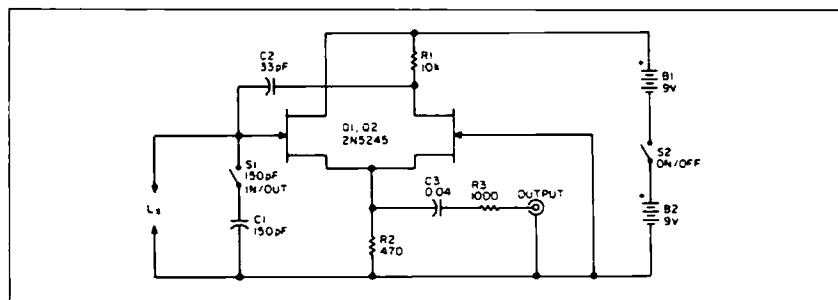 C2
33pF
R1
10k
B1
9V
Q1, Q2
2N5245
S1
150pF
IN/OUT
S2
ON/OFF
C3
0.04
R3
1000
OUTPUT
Lx
C1
150pF
R2
470
B2
9V